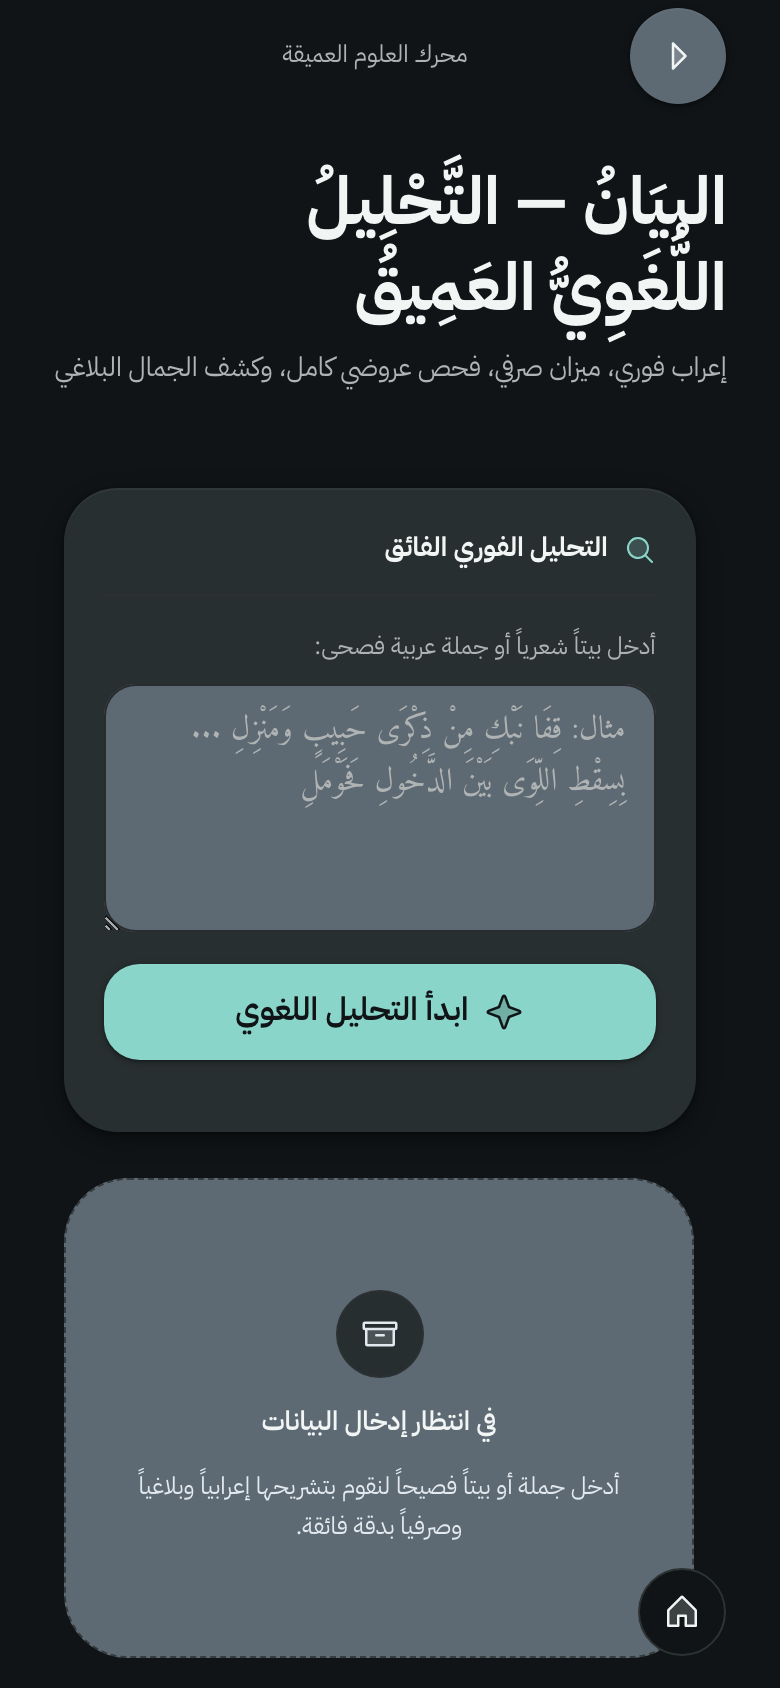 محرك العلوم العميقة
البيَانُ — التَّحْلِيلُ
اللُّغَوِيُّ العَمِيقُ
إعراب فوري، ميزان صرفي، فحص عروضي كامل، وكشف الجمال البلاغي
التحليل الفوري الفائق
أدخل بيتاً شعرياً أو جملة عربية فصحى:
مثال: قِفَا نَبْكِ مِنْ ذِكْرَى حَبِيبٍ وَمَنْزِلِ ...
بِسِقْطِ اللِّوَى بَيْنَ الدَّخُولِ فَحَوْمَلِ
ابدأ التحليل اللغوي
في انتظار إدخال البيانات
أدخل جملة أو بيتاً فصيحاً لنقوم بتشريحها إعرابياً وبلاغياً
وصرفياً بدقة فائقة.